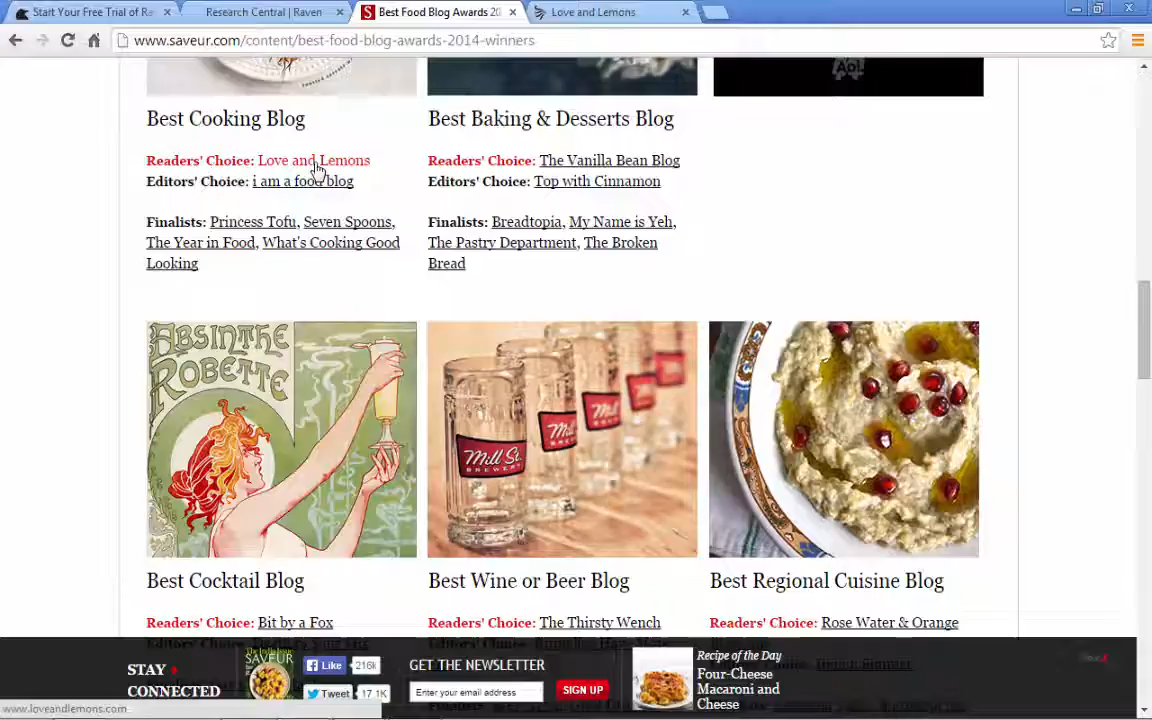 Start Your Free Trial of Ra
Research Central | Raven
Best Food Blog Awards 20
Love and Lemons
www.saveur.com/content/best-food-blog-awards-2014-winners
Aol
Best Cooking Blog
Best Baking & Desserts Blog
Readers' Choice: Love and Lemons
Readers' Choice: The Vanilla Bean Blog
Editors' Choice: i am a food blog
Editors' Choice: Top with Cinnamon
Finalists: Princess Tofu, Seven Spoons,
The Year in Food, What's Cooking Good
Looking
Finalists: Breadtopia, My Name is Yeh,
The Pastry Department, The Broken
Bread
ABSINTHE
ROBETTE
Mill St.
BREWERY
Best Cocktail Blog
Best Wine or Beer Blog
Best Regional Cuisine Blog
Readers' Choice: Bit by a Fox
Readers' Choice: The Thirsty Wench
Readers' Choice: Rose Water & Orange
STAY
CONNECTED
SAVEUR
Like
216k
Tweet
17.1K
GET THE NEWSLETTER
Enter your email address
SIGN UP
Recipe of the Day
Four-Cheese
Macaroni and
Cheese
www.loveandlemons.com